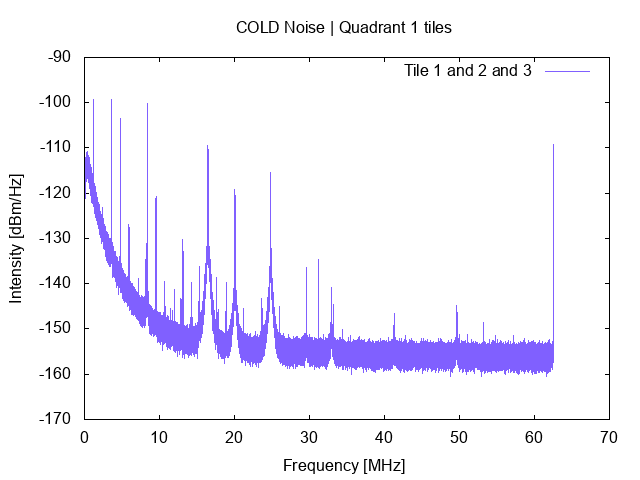 COLD Noise | Quadrant 1 tiles
Tile 1 and 2 and 3
Intensity [dBm/Hz]
-90
-100
-110
-120
-130
-140
-150
-160
-170
0 10 20 30 40 50 60 70
Frequency [MHz]